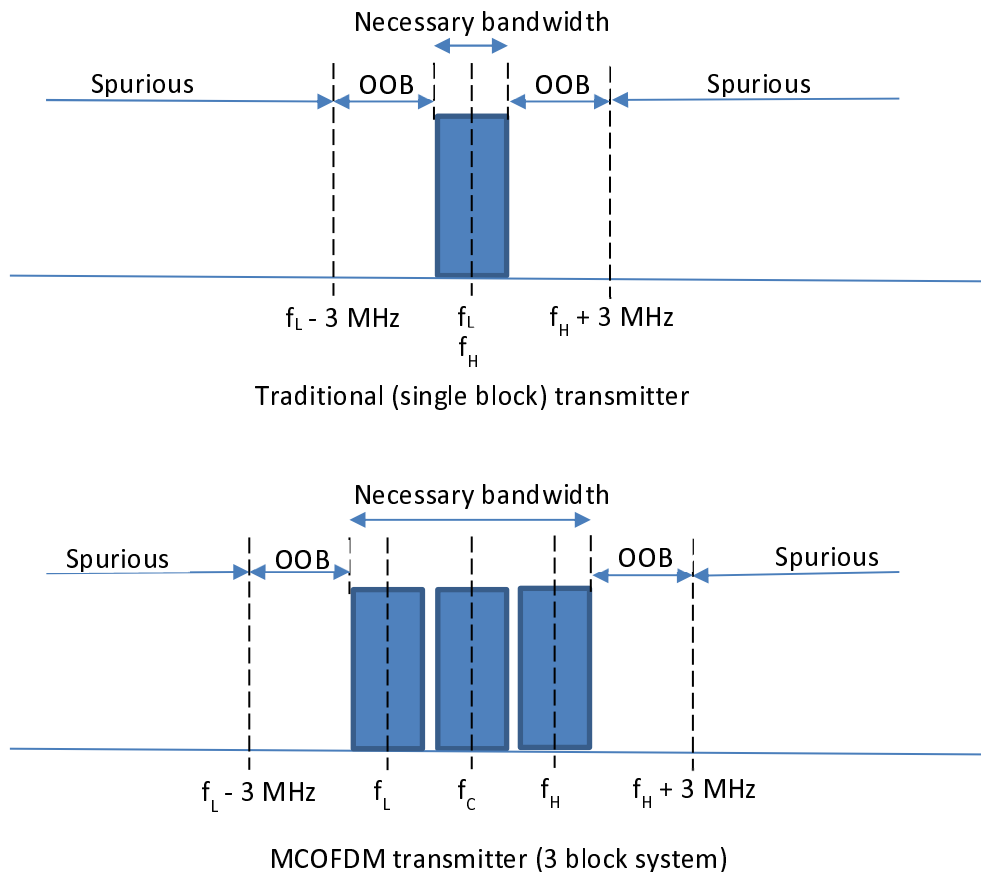 Necessary bandwidth
Spurious OOB OOB Spurious
fL - 3 MHz fL fH + 3 MHz
fH
Traditional (single block) transmitter
Necessary bandwidth
Spurious OOB OOB Spurious
fL - 3 MHz fL fC fH fH + 3 MHz
MCOFDM transmitter (3 block system)